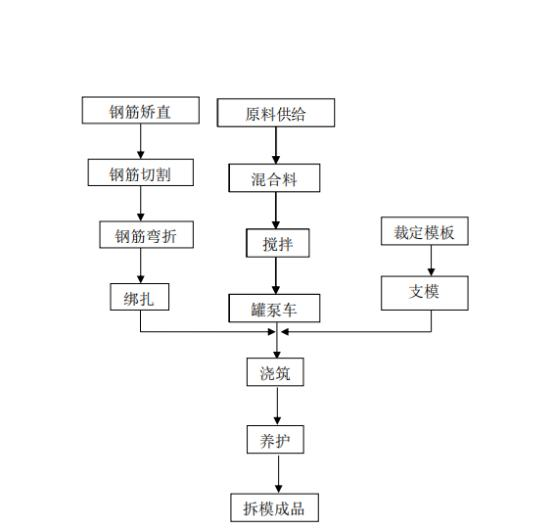 钢筋矫直
原料供给
钢筋切割
混合料
钢筋弯折
搅拌
裁定模板
绑扎
罐泵车
支模
浇筑
养护
拆模成品